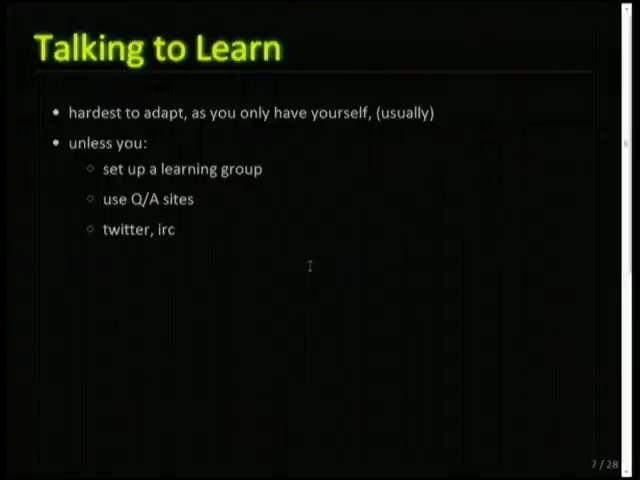 Talking to Learn
• hardest to adapt, as you only have yourself, (usually)
• unless you:
○ set up a learning group
○ use Q/A sites
○ twitter, irc
7 / 28